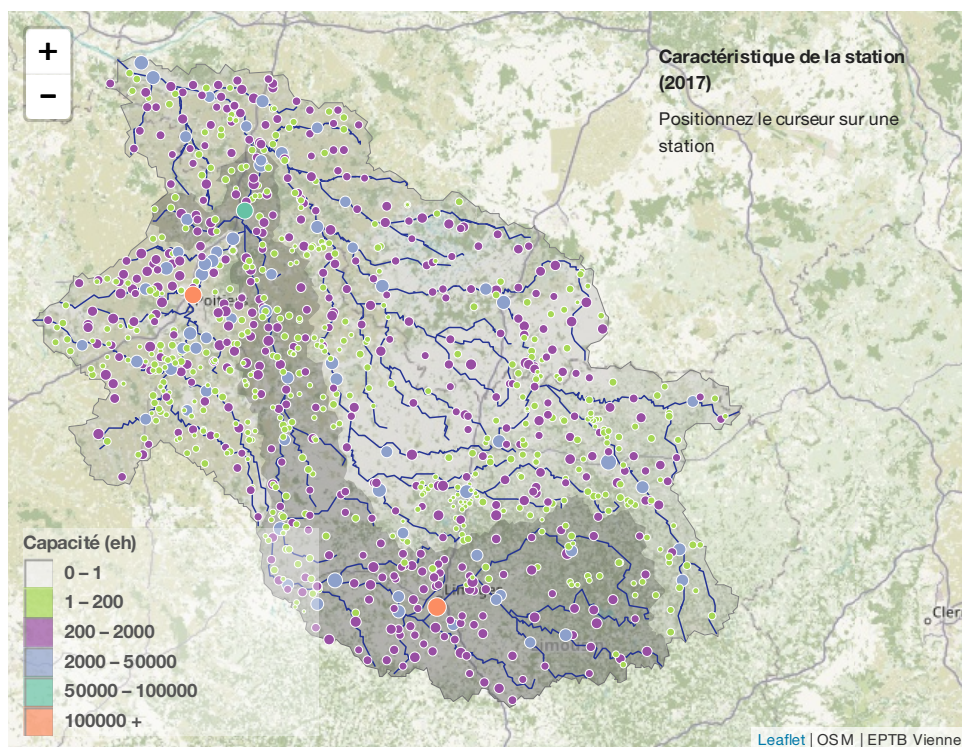 +
−
Caractéristique de la station
(2017)
Positionnez le curseur sur une
station
Capacité (eh)
0 – 1
1 – 200
200 – 2000
2000 – 50000
50000 – 100000
100000 +
Leaflet | OSM | EPTB Vienne